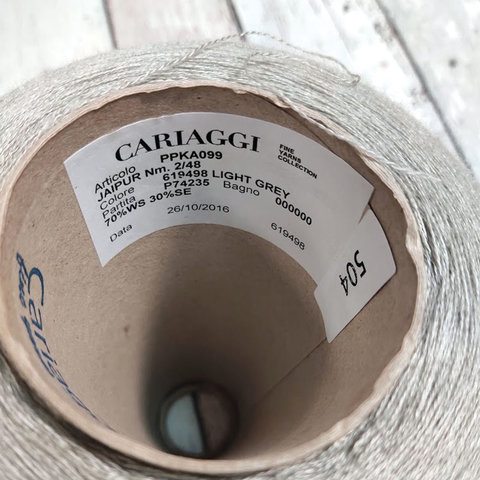 CARIAGGI
FINE
YARNS
COLLECTION
Articolo PPKA099
JAIPUR Nm. 2/48
Colore 619498 LIGHT GREY
Partita P74235 Bagno 000000
70%WS 30%SE
Data 26/10/2016 619498
504